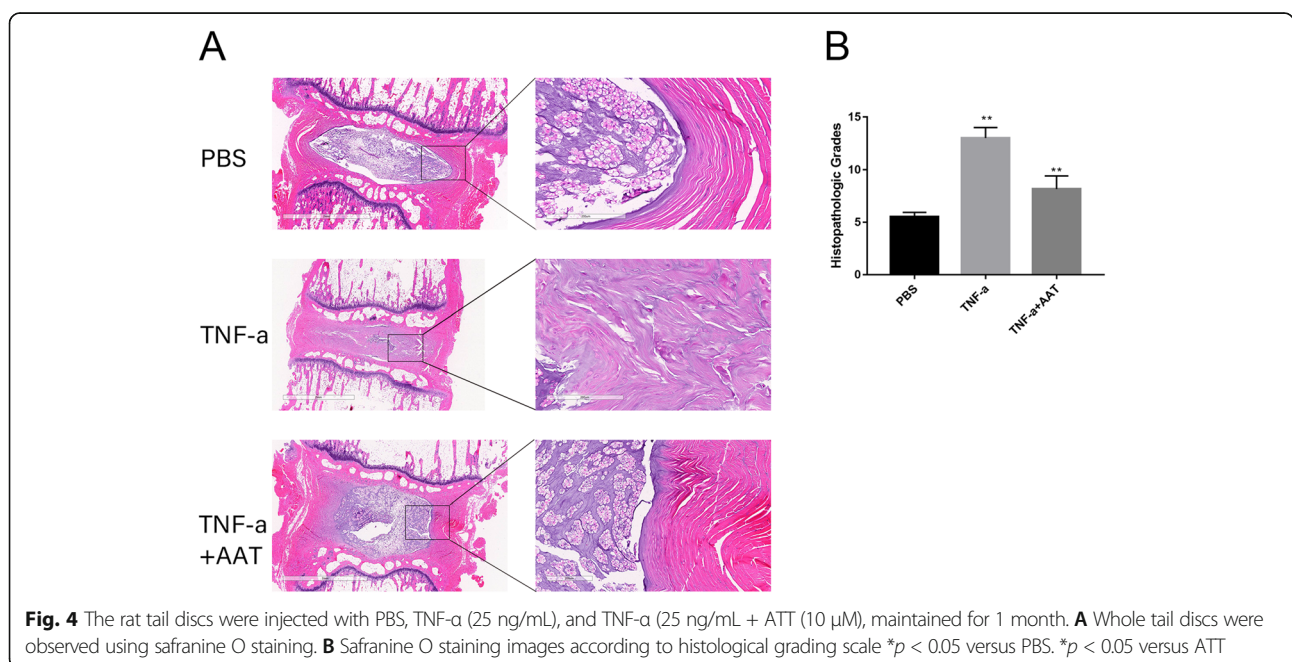 A
B
PBS
TNF-a
TNF-a
+AAT
Histopathologic Grades
15
10
5
0
**
**
PBS
TNF-a
TNF-a+AAT
Fig. 4 The rat tail discs were injected with PBS, TNF-α (25 ng/mL), and TNF-α (25 ng/mL + ATT (10 μM), maintained for 1 month. A Whole tail discs were
observed using safranine O staining. B Safranine O staining images according to histological grading scale *p < 0.05 versus PBS. *p < 0.05 versus ATT